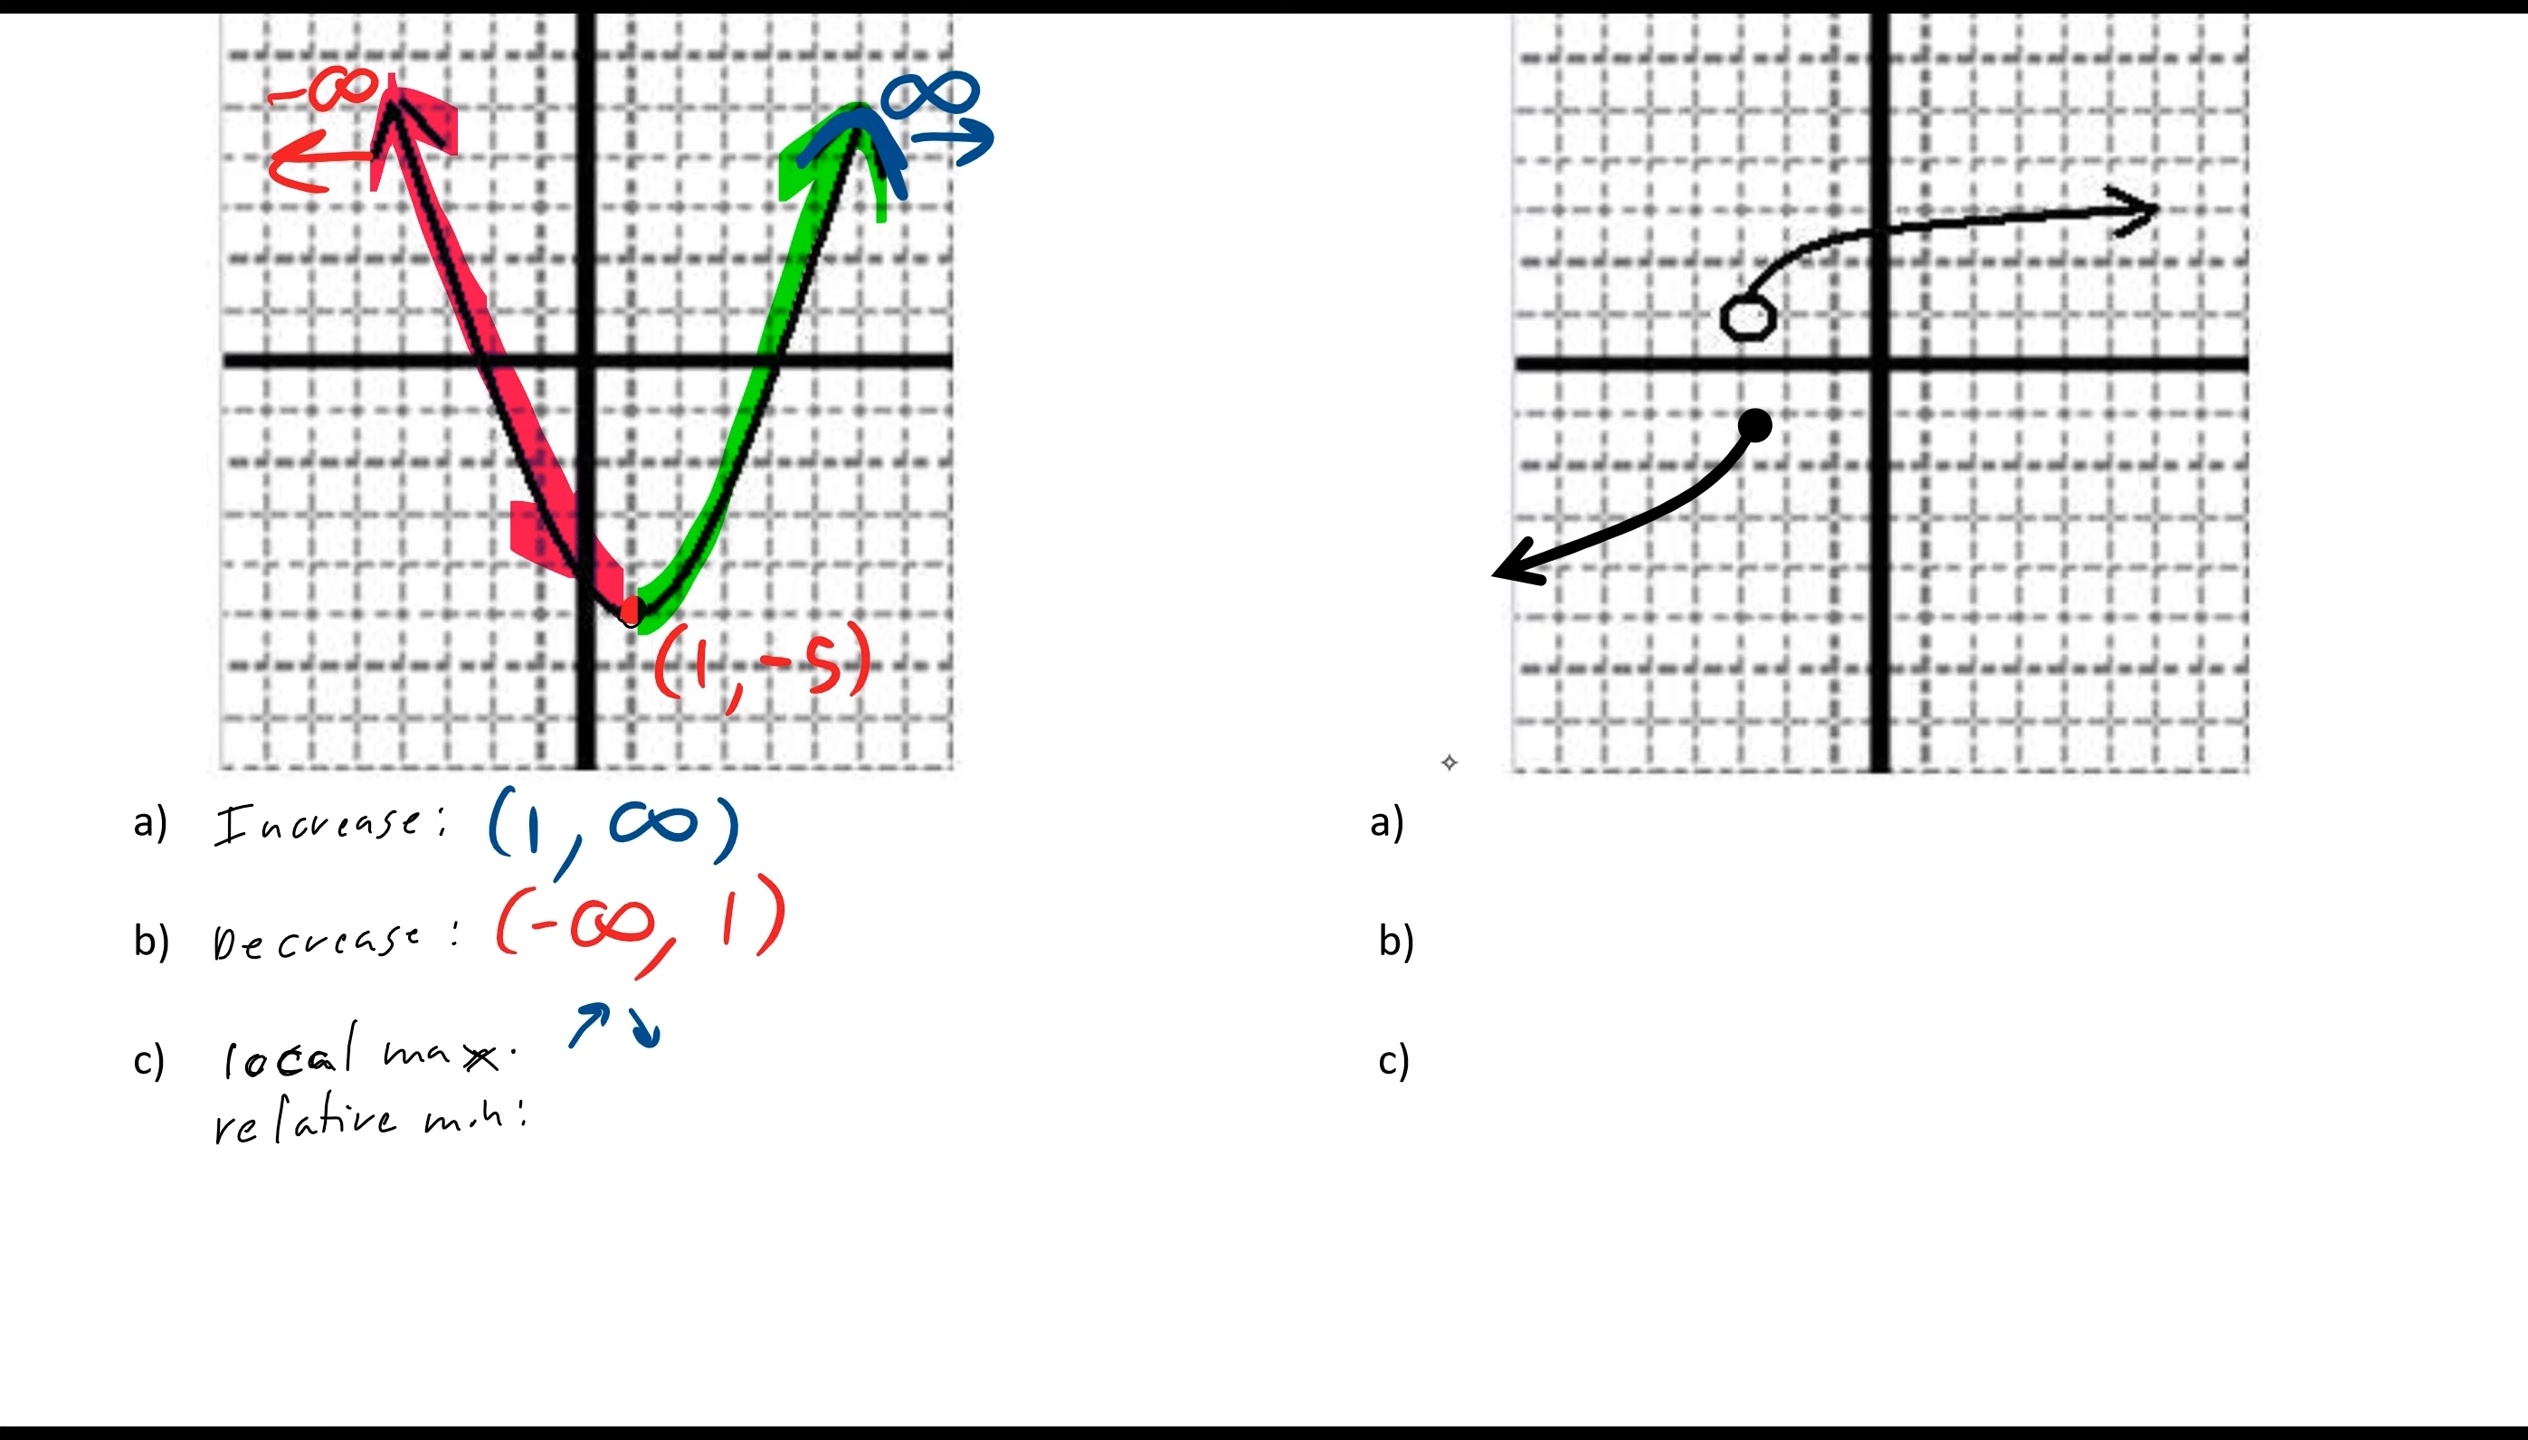 -∞
∞
(1, -5)
a) Increase: (1, ∞)
b) Decrease: (-∞, 1)
c) local max:
relative min:
a)
b)
c)